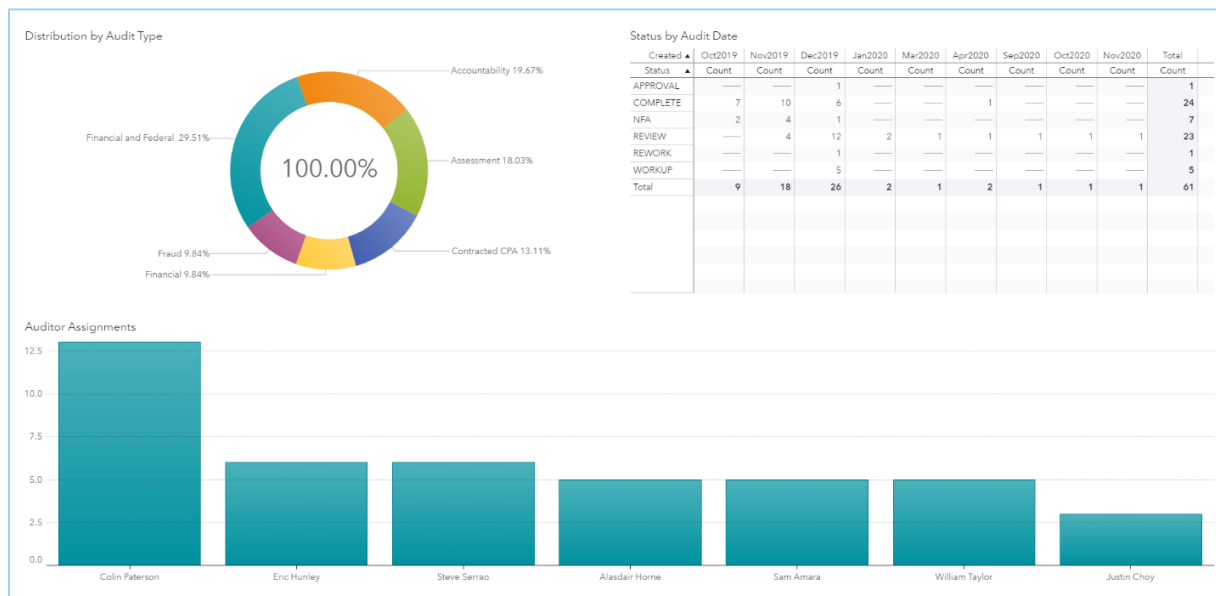 Distribution by Audit Type
Accountability 19.67%
Financial and Federal 29.51%
Assessment 18.03%
100.00%
Contracted CPA 13.11%
Fraud 9.84%
Financial 9.84%
Status by Audit Date
Created ▲ Oct2019 Nov2019 Dec2019 Jan2020 Mar2020 Apr2020 Sep2020 Oct2020 Nov2020 Total
Status ▲ Count Count Count Count Count Count Count Count Count Count
APPROVAL — — 1 — — — — — — 1
COMPLETE 7 10 6 — — 1 — — — 24
NFA 2 4 1 — — — — — — 7
REVIEW — 4 12 2 1 1 1 1 1 23
REWORK — — 1 — — — — — — 1
WORKUP — — 5 — — — — — — 5
Total 9 18 26 2 1 2 1 1 1 61
Auditor Assignments
12.5
10.0
7.5
5.0
2.5
0.0
Colin Paterson Eric Hunley Steve Serrao Alasdair Horne Sam Amara William Taylor Justin Choy